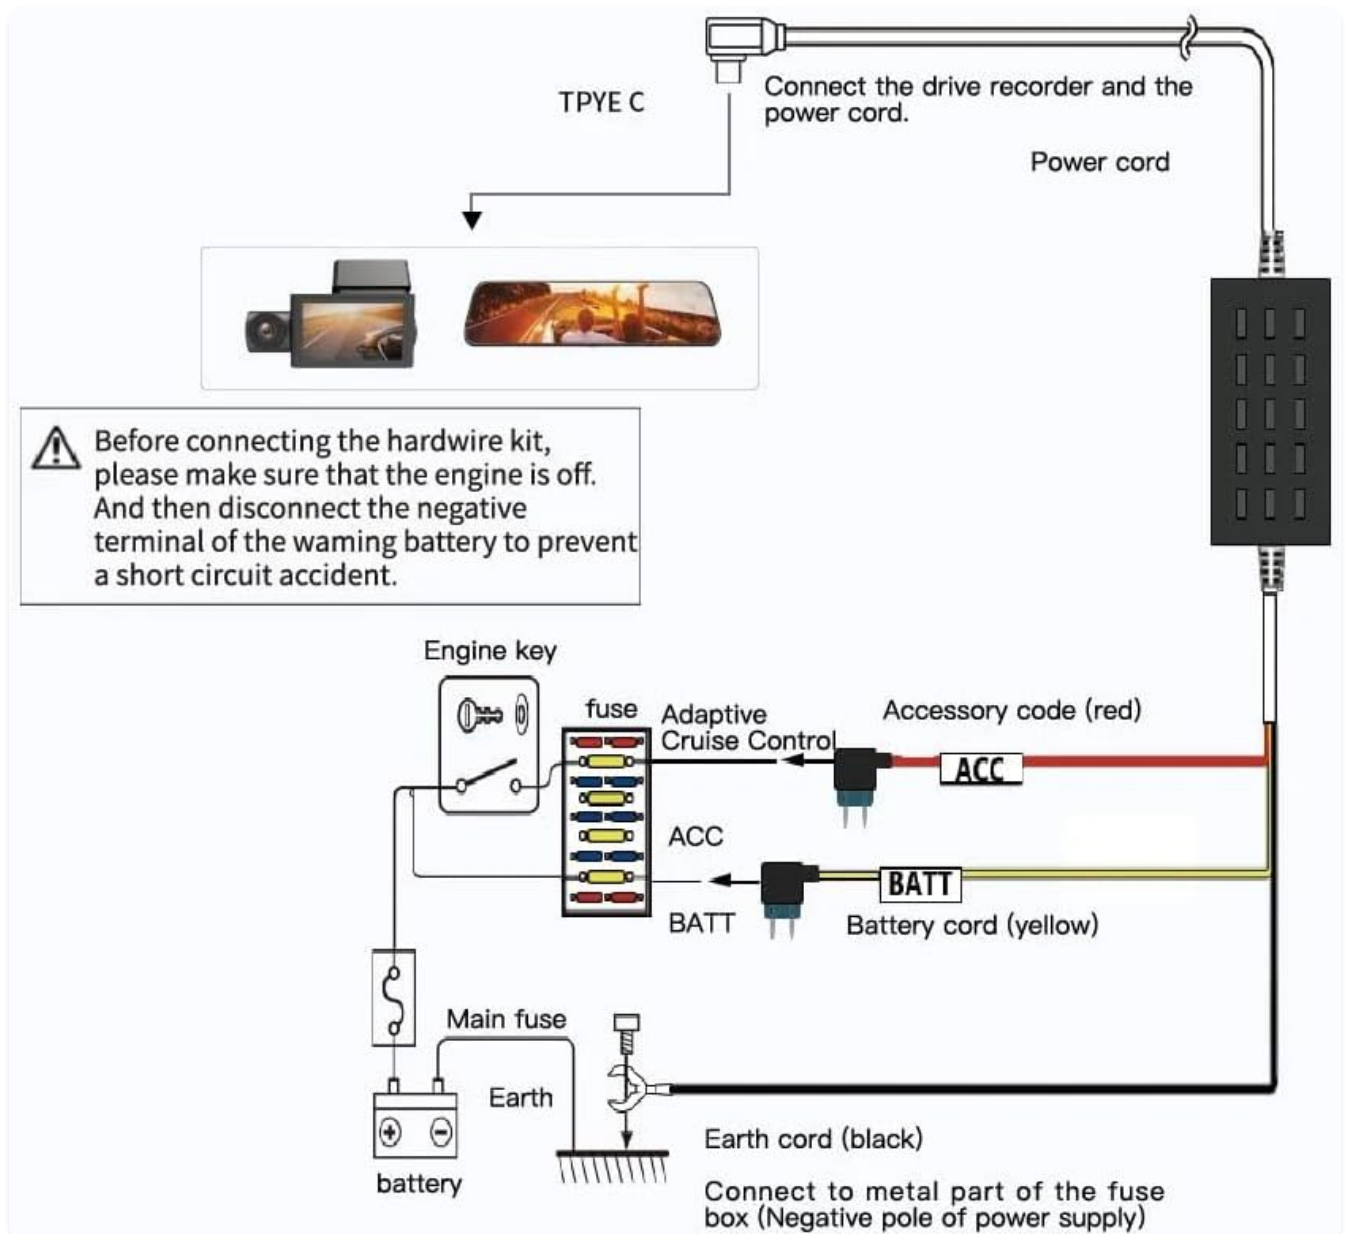 TPYE C
Connect the drive recorder and the
power cord.
Power cord
Before connecting the hardwire kit,
please make sure that the engine is off.
And then disconnect the negative
terminal of the waming battery to prevent
a short circuit accident.
Engine key
fuse
Adaptive
Cruise Control
Accessory code (red)
ACC
ACC
BATT
BATT
Battery cord (yellow)
Main fuse
Earth
battery
Earth cord (black)
Connect to metal part of the fuse
box (Negative pole of power supply)